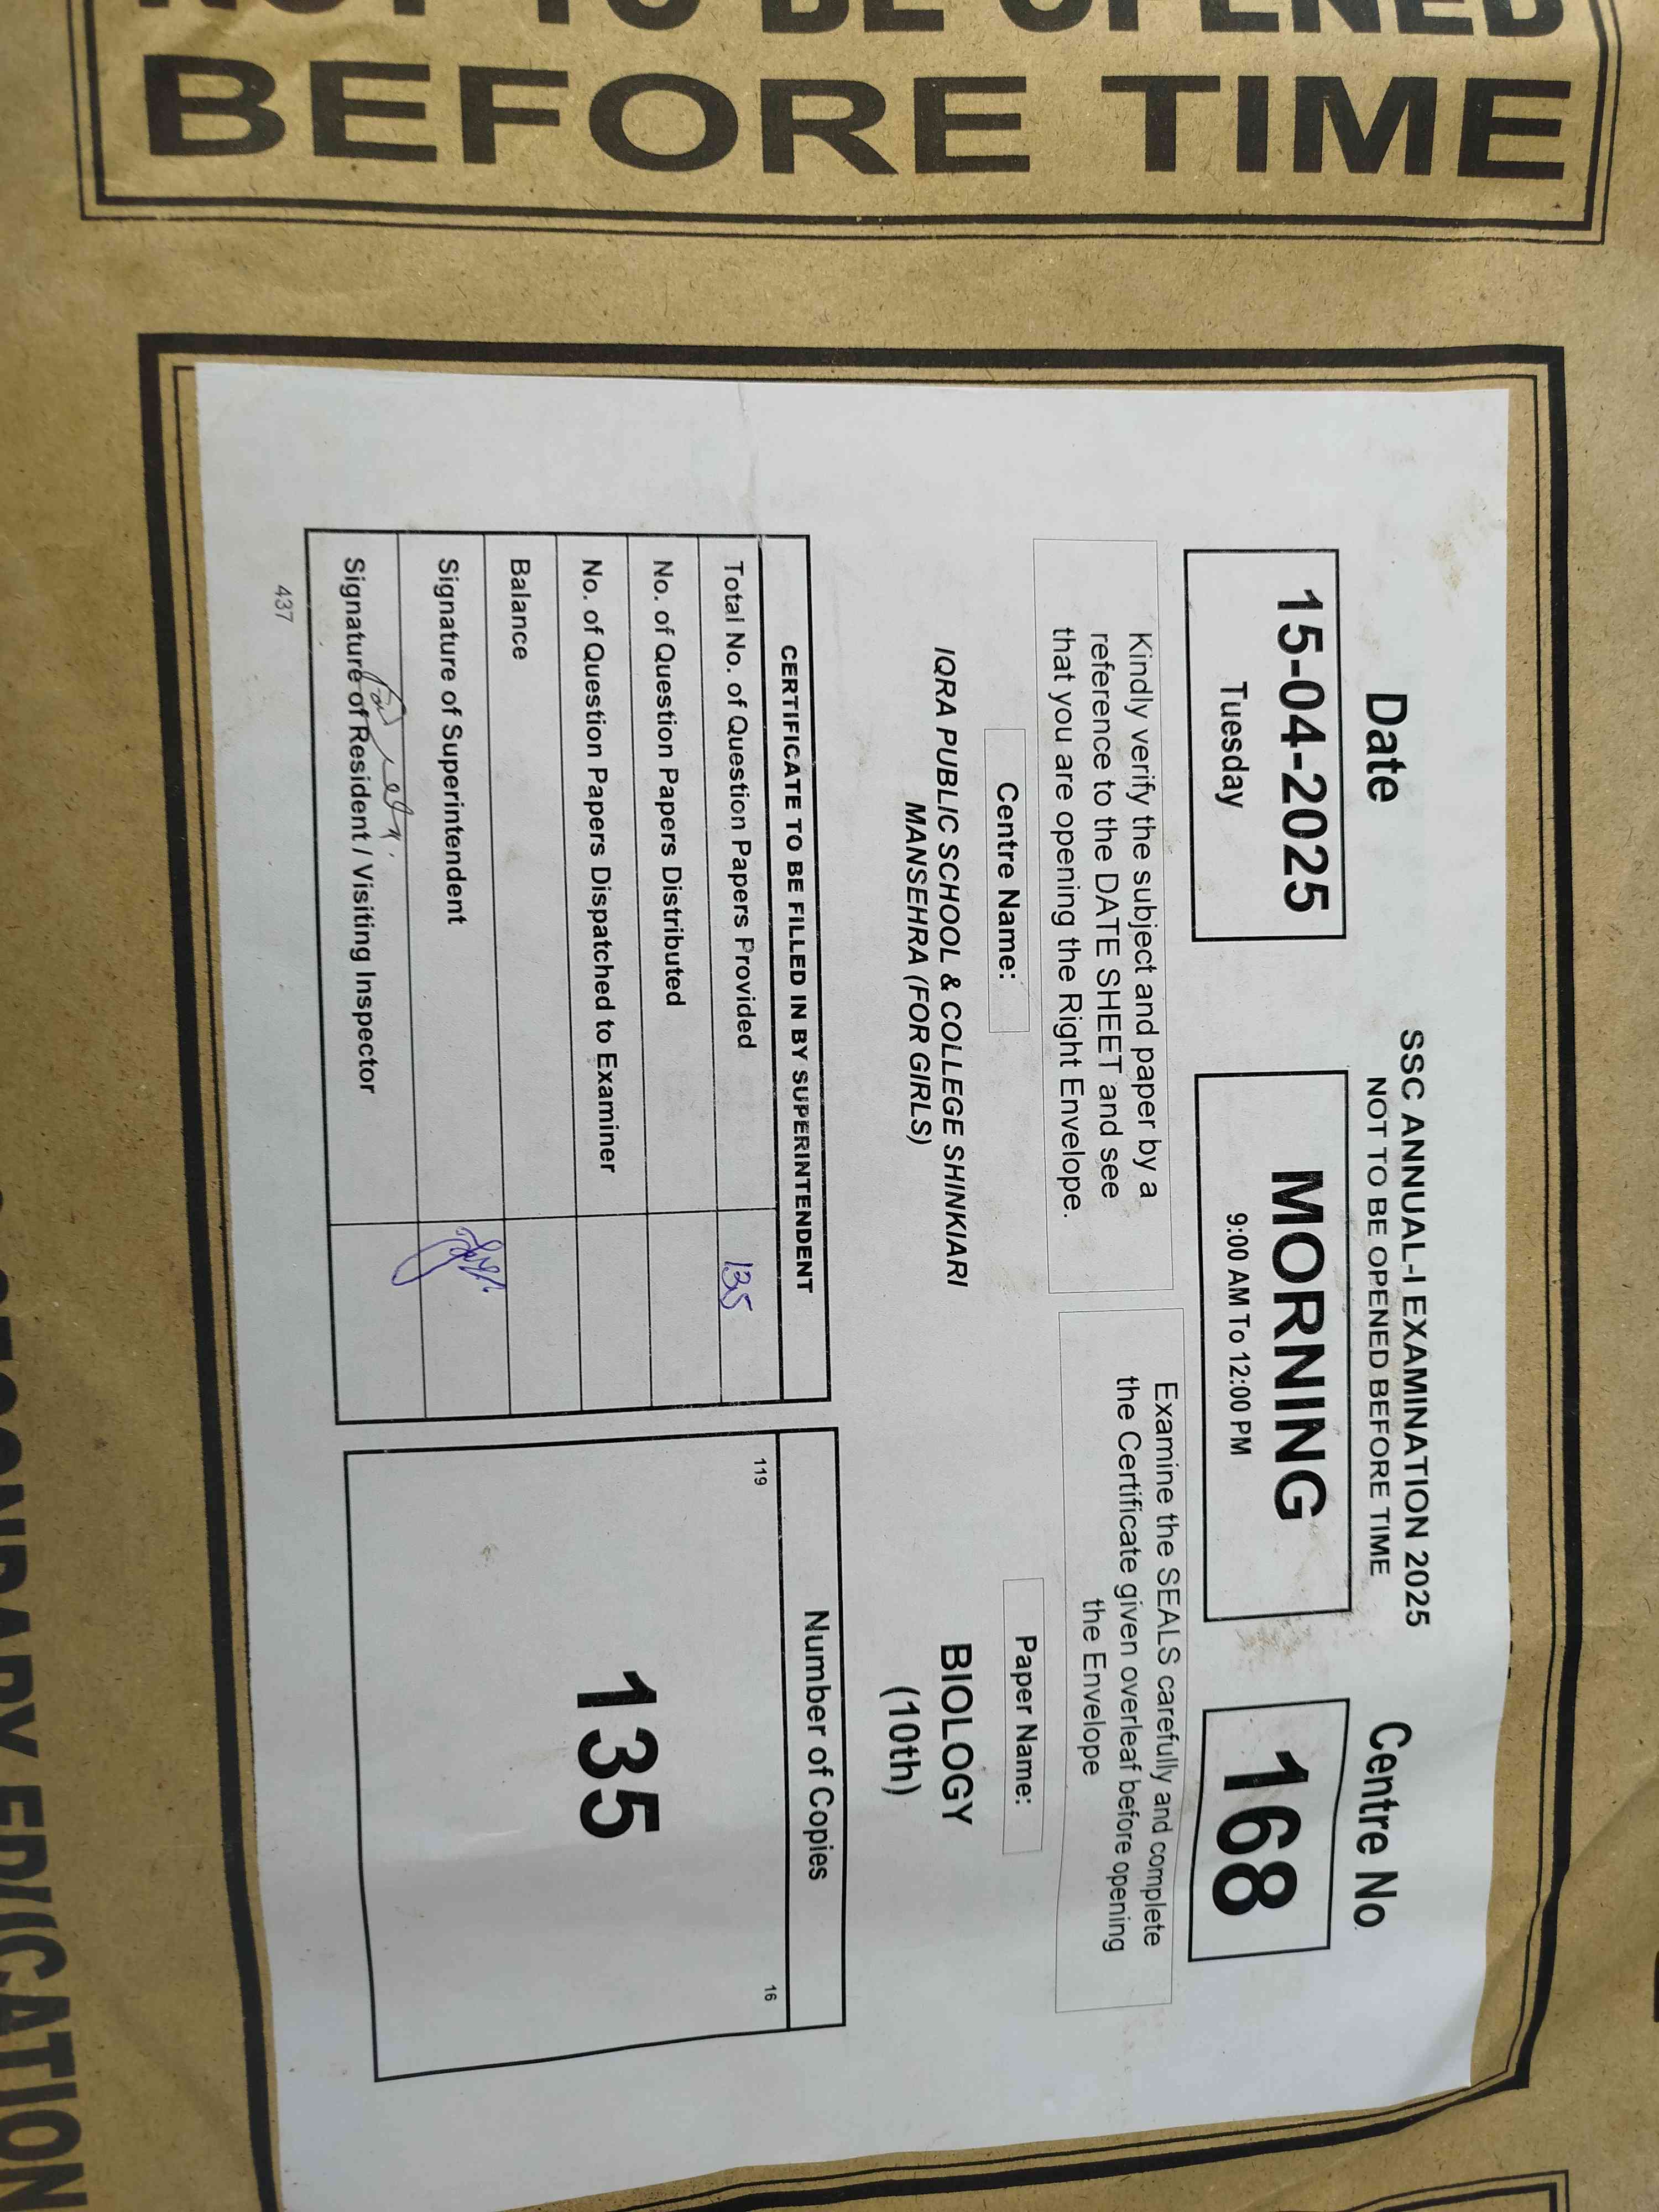 NOT TO BE OPENED
BEFORE TIME
SSC ANNUAL-I EXAMINATION 2025
NOT TO BE OPENED BEFORE TIME
Date
Centre No
15-04-2025
Tuesday
MORNING
9:00 AM To 12:00 PM
168
Kindly verify the subject and paper by a
reference to the DATE SHEET and see
that you are opening the Right Envelope.
Examine the SEALS carefully and complete
the Certificate given overleaf before opening
the Envelope
Centre Name:
Paper Name:
IQRA PUBLIC SCHOOL & COLLEGE SHINKIARI
MANSEHRA (FOR GIRLS)
BIOLOGY
(10th)
CERTIFICATE TO BE FILLED IN BY SUPERINTENDENT
Total No. of Question Papers Provided 135
No. of Question Papers Distributed
No. of Question Papers Dispatched to Examiner
Balance
Signature of Superintendent
Signature of Resident / Visiting Inspector
Number of Copies
119
16
135
437
SECONDARY EDUCATION